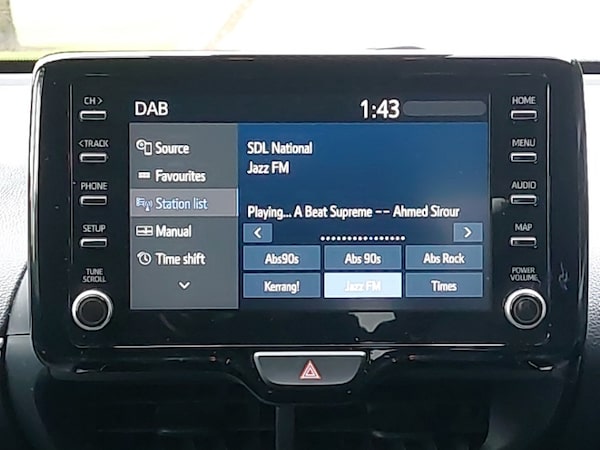 DAB 1:43
CH >
<TRACK
PHONE
SETUP
TUNE
SCROLL
Source
Favourites
Station list
Manual
Time shift
SDL National
Jazz FM
Playing... A Beat Supreme -- Ahmed Sirour
Abs90s Abs 90s Abs Rock
Kerrang! Jazz FM Times
HOME
MENU
AUDIO
MAP
POWER
VOLUME